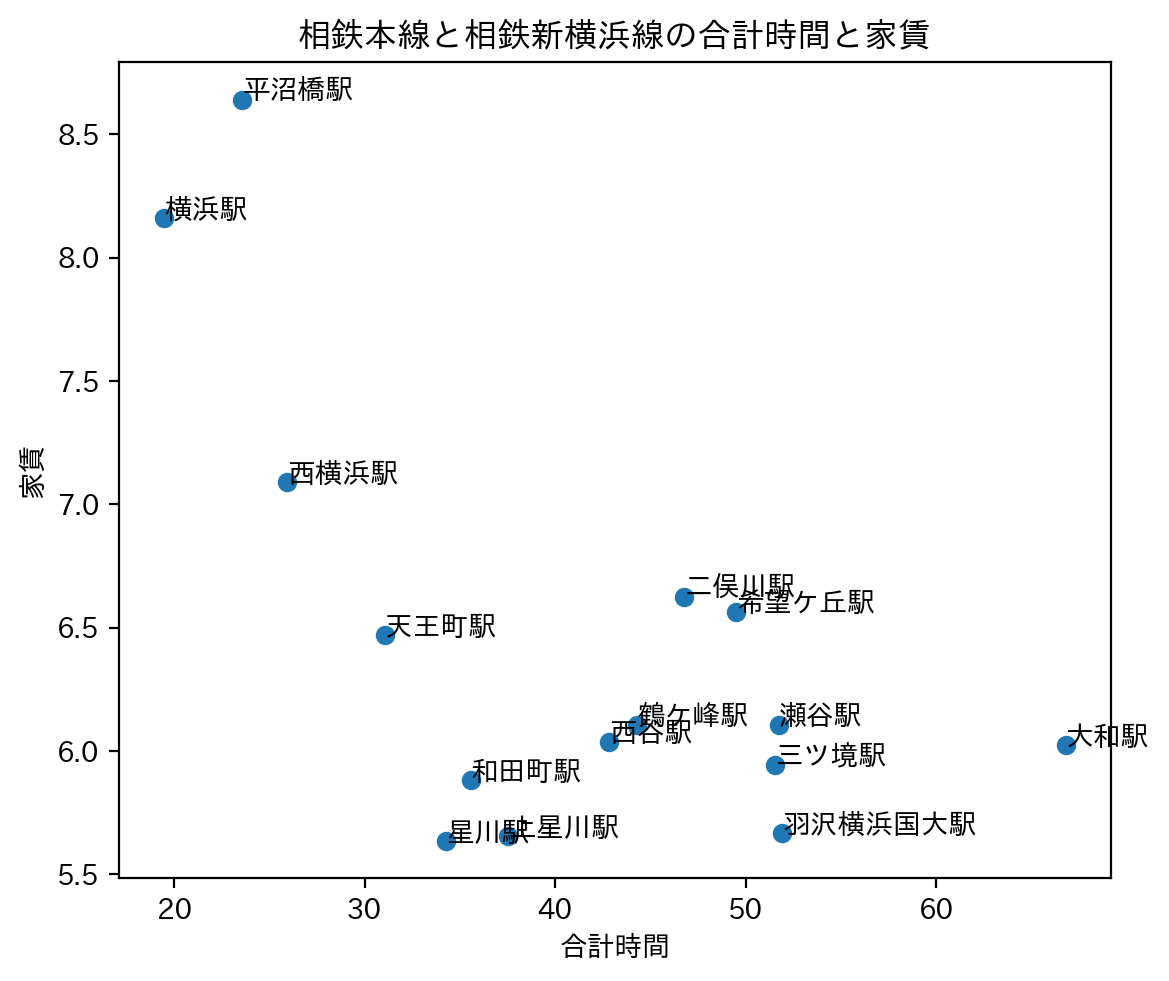 相鉄本線と相鉄新横浜線の合計時間と家賃
平沼橋駅
8.5
横浜駅
8.0
7.5
西横浜駅
家賃
7.0
二俣川駅
希望ケ丘駅
天王町駅
6.5
鶴ケ峰駅
瀬谷駅
西谷駅
大和駅
6.0
三ツ境駅
和田町駅
羽沢横浜国大駅
星川駅
上星川駅
5.5
20 30 40 50 60
合計時間